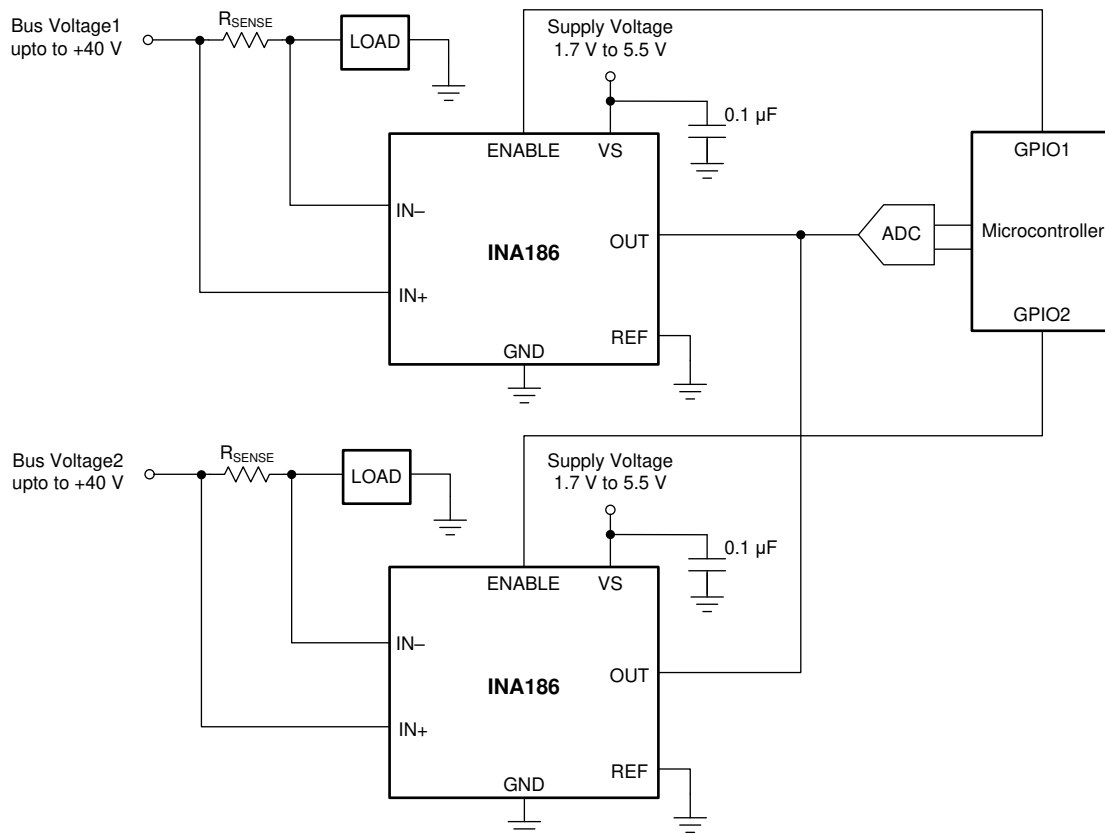 Bus Voltage1
upto to +40 V
RSENSE
LOAD
Supply Voltage
1.7 V to 5.5 V
0.1 µF
ENABLE
VS
IN–
IN+
INA186
OUT
REF
GND
ADC
GPIO1
Microcontroller
GPIO2
Bus Voltage2
upto to +40 V
RSENSE
LOAD
Supply Voltage
1.7 V to 5.5 V
0.1 µF
ENABLE
VS
IN–
IN+
INA186
OUT
REF
GND